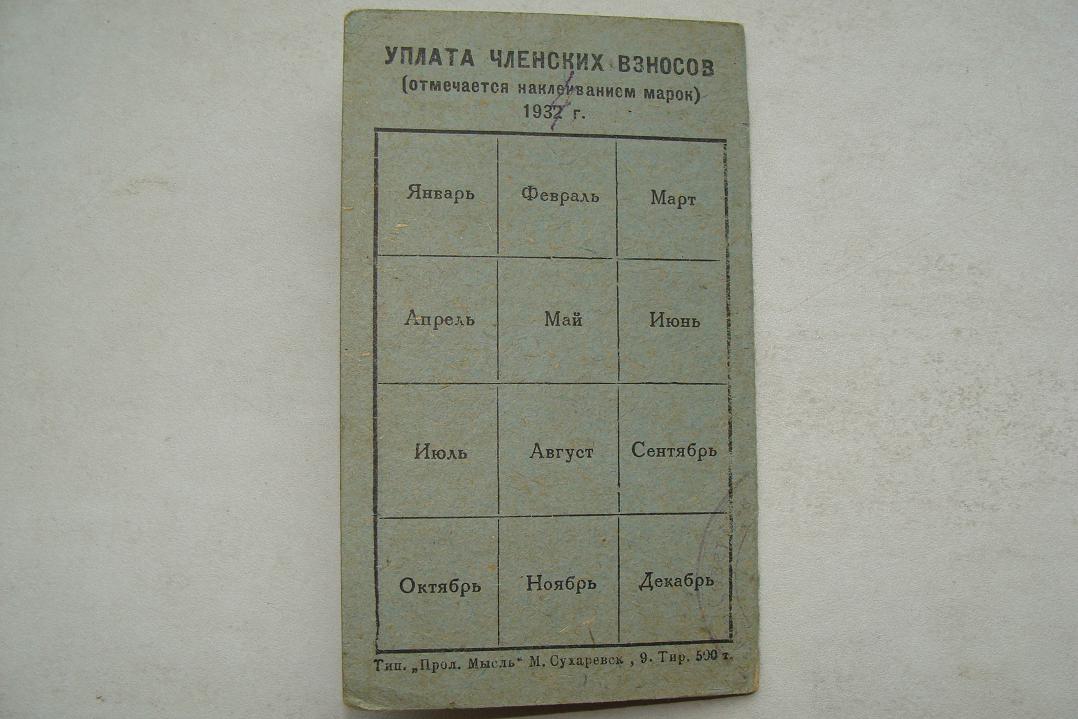 УПЛАТА ЧЛЕНСКИХ ВЗНОСОВ
(отмечается наклеиванием марок)
193 г.
Январь Февраль Март
Апрель Май Июнь
Июль Август Сентябрь
Октябрь Ноябрь Декабрь
Тип. „Прол. Мысль“ М. Сухаревск , 9. Тир. 500 т.